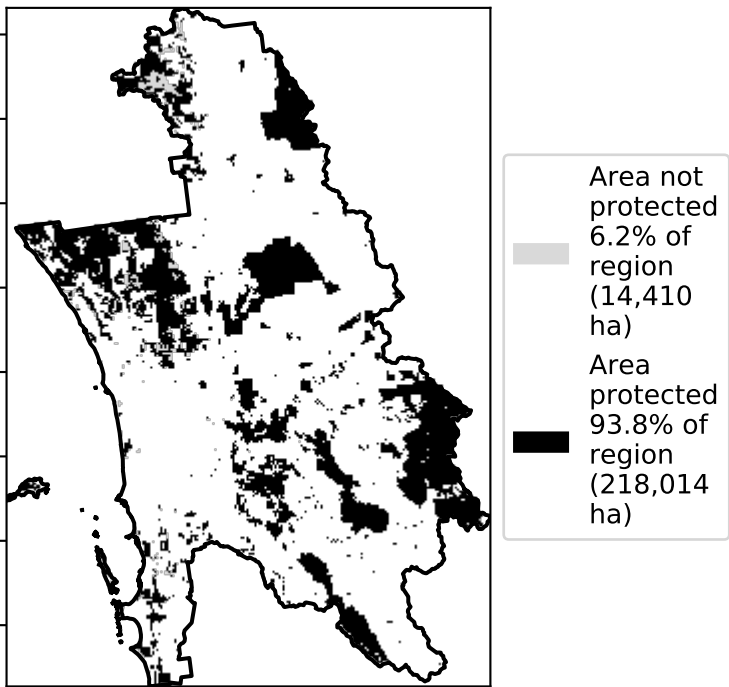 Area not
protected
6.2% of
region
(14,410
ha)
Area
protected
93.8% of
region
(218,014
ha)